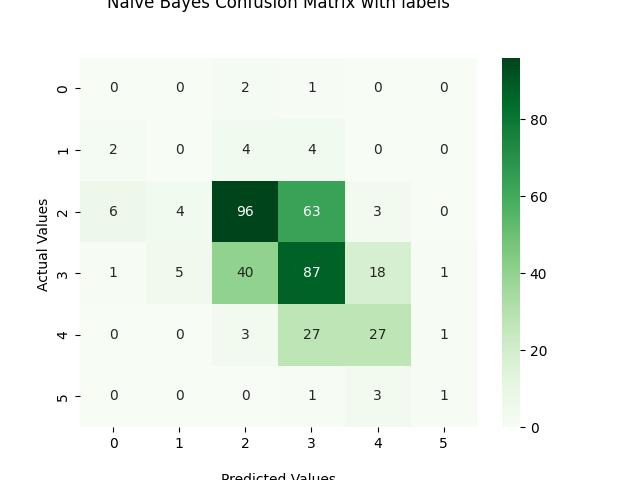 Naive Bayes Confusion Matrix with labels
0 0 0 2 1 0 0
1 2 0 4 4 0 0
2 6 4 96 63 3 0
3 1 5 40 87 18 1
4 0 0 3 27 27 1
5 0 0 0 1 3 1
0 1 2 3 4 5
Actual Values
Predicted Values
80
60
40
20
0